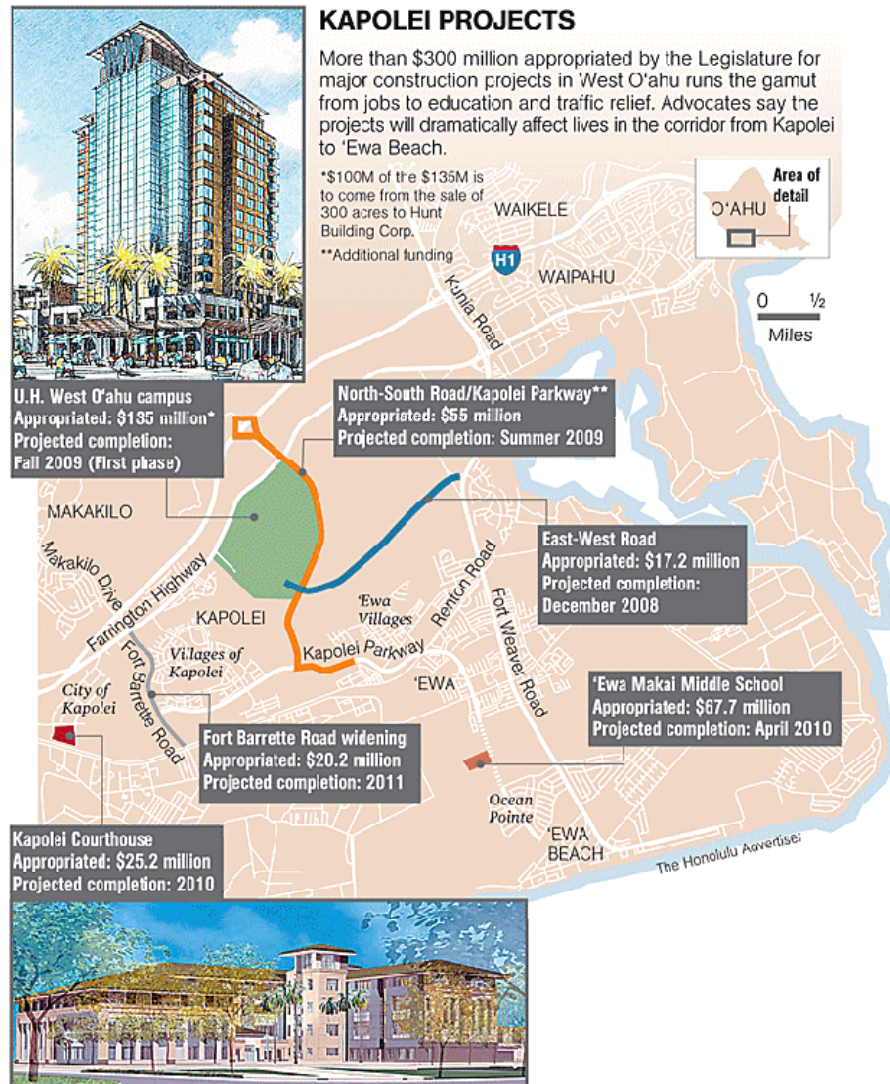 KAPOLEI PROJECTS
More than $300 million appropriated by the Legislature for
major construction projects in West O‘ahu runs the gamut
from jobs to education and traffic relief. Advocates say the
projects will dramatically affect lives in the corridor from Kapolei
to ‘Ewa Beach.
*$100M of the $135M is
to come from the sale of
300 acres to Hunt
Building Corp.
**Additional funding
Area of
detail
O‘AHU
WAIKELE
H1
WAIPAHU
Kunia Road
0 ½
Miles
U.H. West O‘ahu campus
Appropriated: $135 million*
Projected completion:
Fall 2009 (First phase)
North-South Road/Kapolei Parkway**
Appropriated: $55 million
Projected completion: Summer 2009
MAKAKILO
Makakilo Drive
Farrington Highway
East-West Road
Appropriated: $17.2 million
Projected completion:
December 2008
KAPOLEI
‘Ewa
Villages
Renton Road
Fort Weaver Road
Kapolei Parkway
Villages of
Kapolei
Fort Barrette Road
City of
Kapolei
‘EWA
‘Ewa Makai Middle School
Appropriated: $67.7 million
Projected completion: April 2010
Fort Barrette Road widening
Appropriated: $20.2 million
Projected completion: 2011
Ocean
Pointe
‘EWA
BEACH
The Honolulu Advertiser
Kapolei Courthouse
Appropriated: $25.2 million
Projected completion: 2010